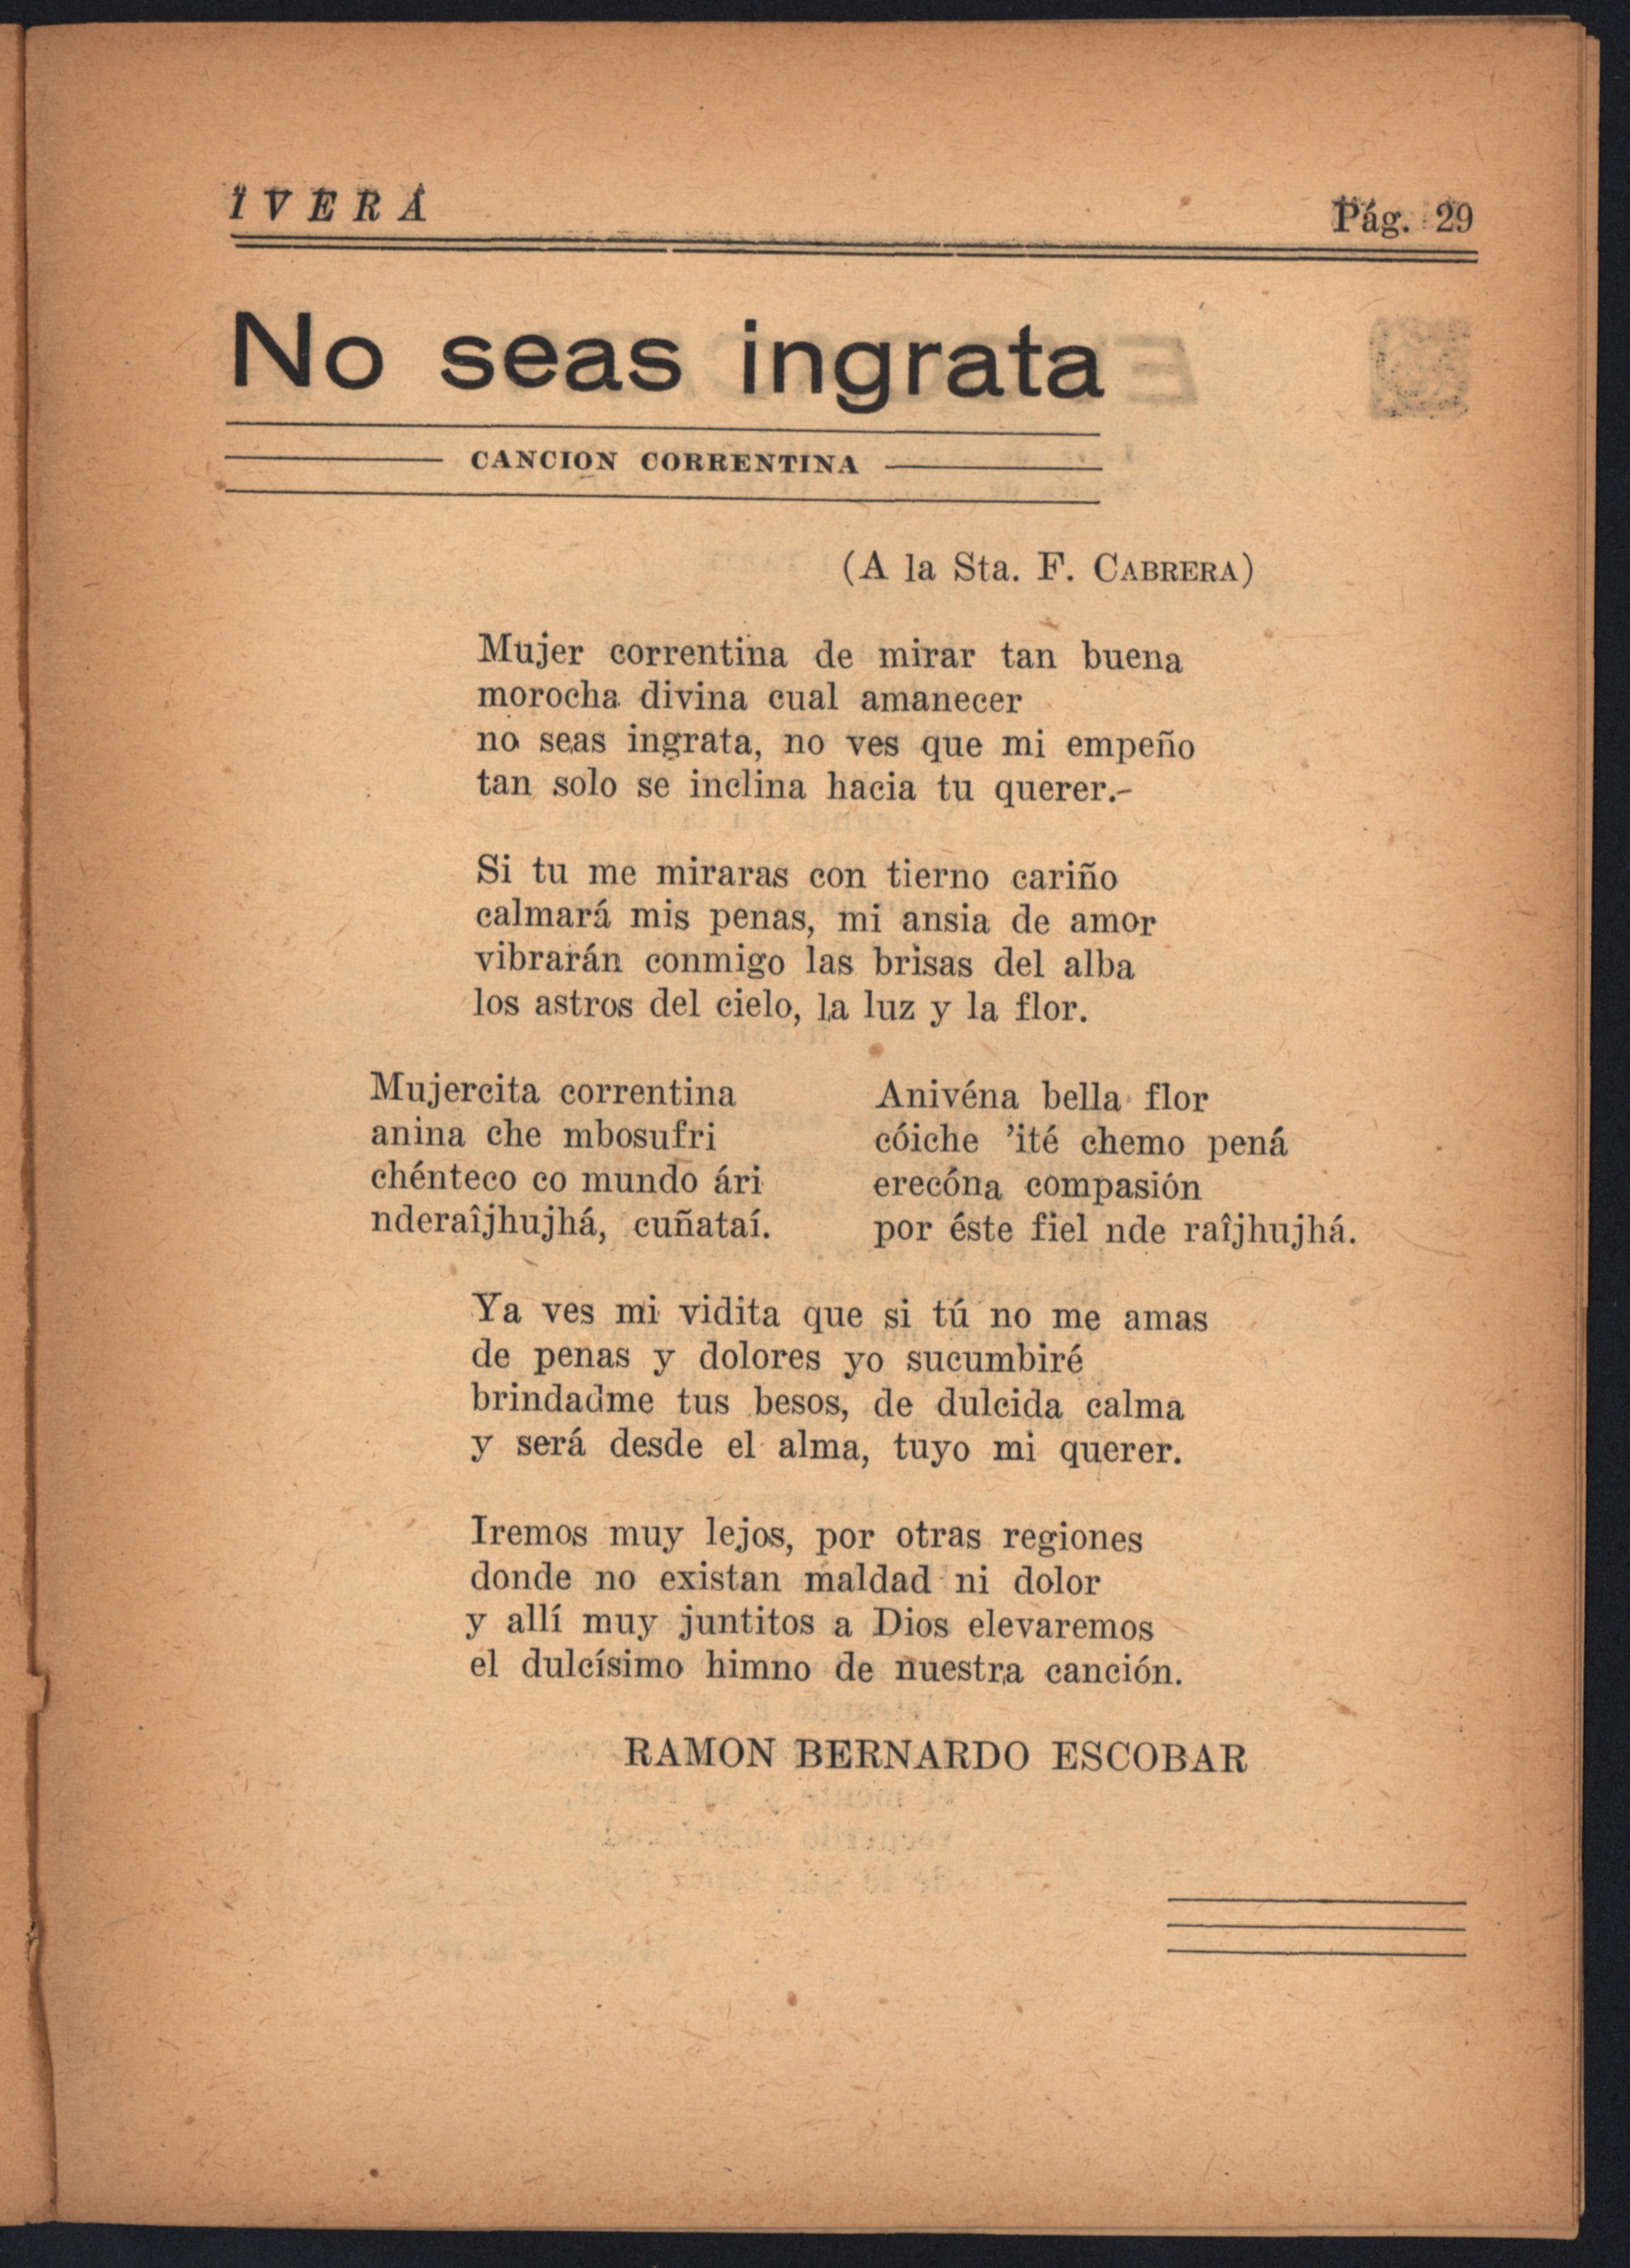 IVERÁ
Pág. 29
No seas ingrata
CANCION CORRENTINA
(A la Sta. F. CABRERA)
Mujer correntina de mirar tan buena
morocha divina cual amanecer
no seas ingrata, no ves que mi empeño
tan solo se inclina hacia tu querer.-
Si tu me miraras con tierno cariño
calmará mis penas, mi ansia de amor
vibrarán conmigo las brisas del alba
los astros del cielo, la luz y la flor.
Mujercita correntina
anina che mbosufri
chénteco co mundo ári
nderaîjhujhá, cuñataí.
Anivéna bella flor
cóiche 'ité chemo pená
erecóna compasión
por éste fiel nde raîjhujhá.
Ya ves mi vidita que si tú no me amas
de penas y dolores yo sucumbiré
brindadme tus besos, de dulcida calma
y será desde el alma, tuyo mi querer.
Iremos muy lejos, por otras regiones
donde no existan maldad ni dolor
y allí muy juntitos a Dios elevaremos
el dulcísimo himno de nuestra canción.
RAMON BERNARDO ESCOBAR